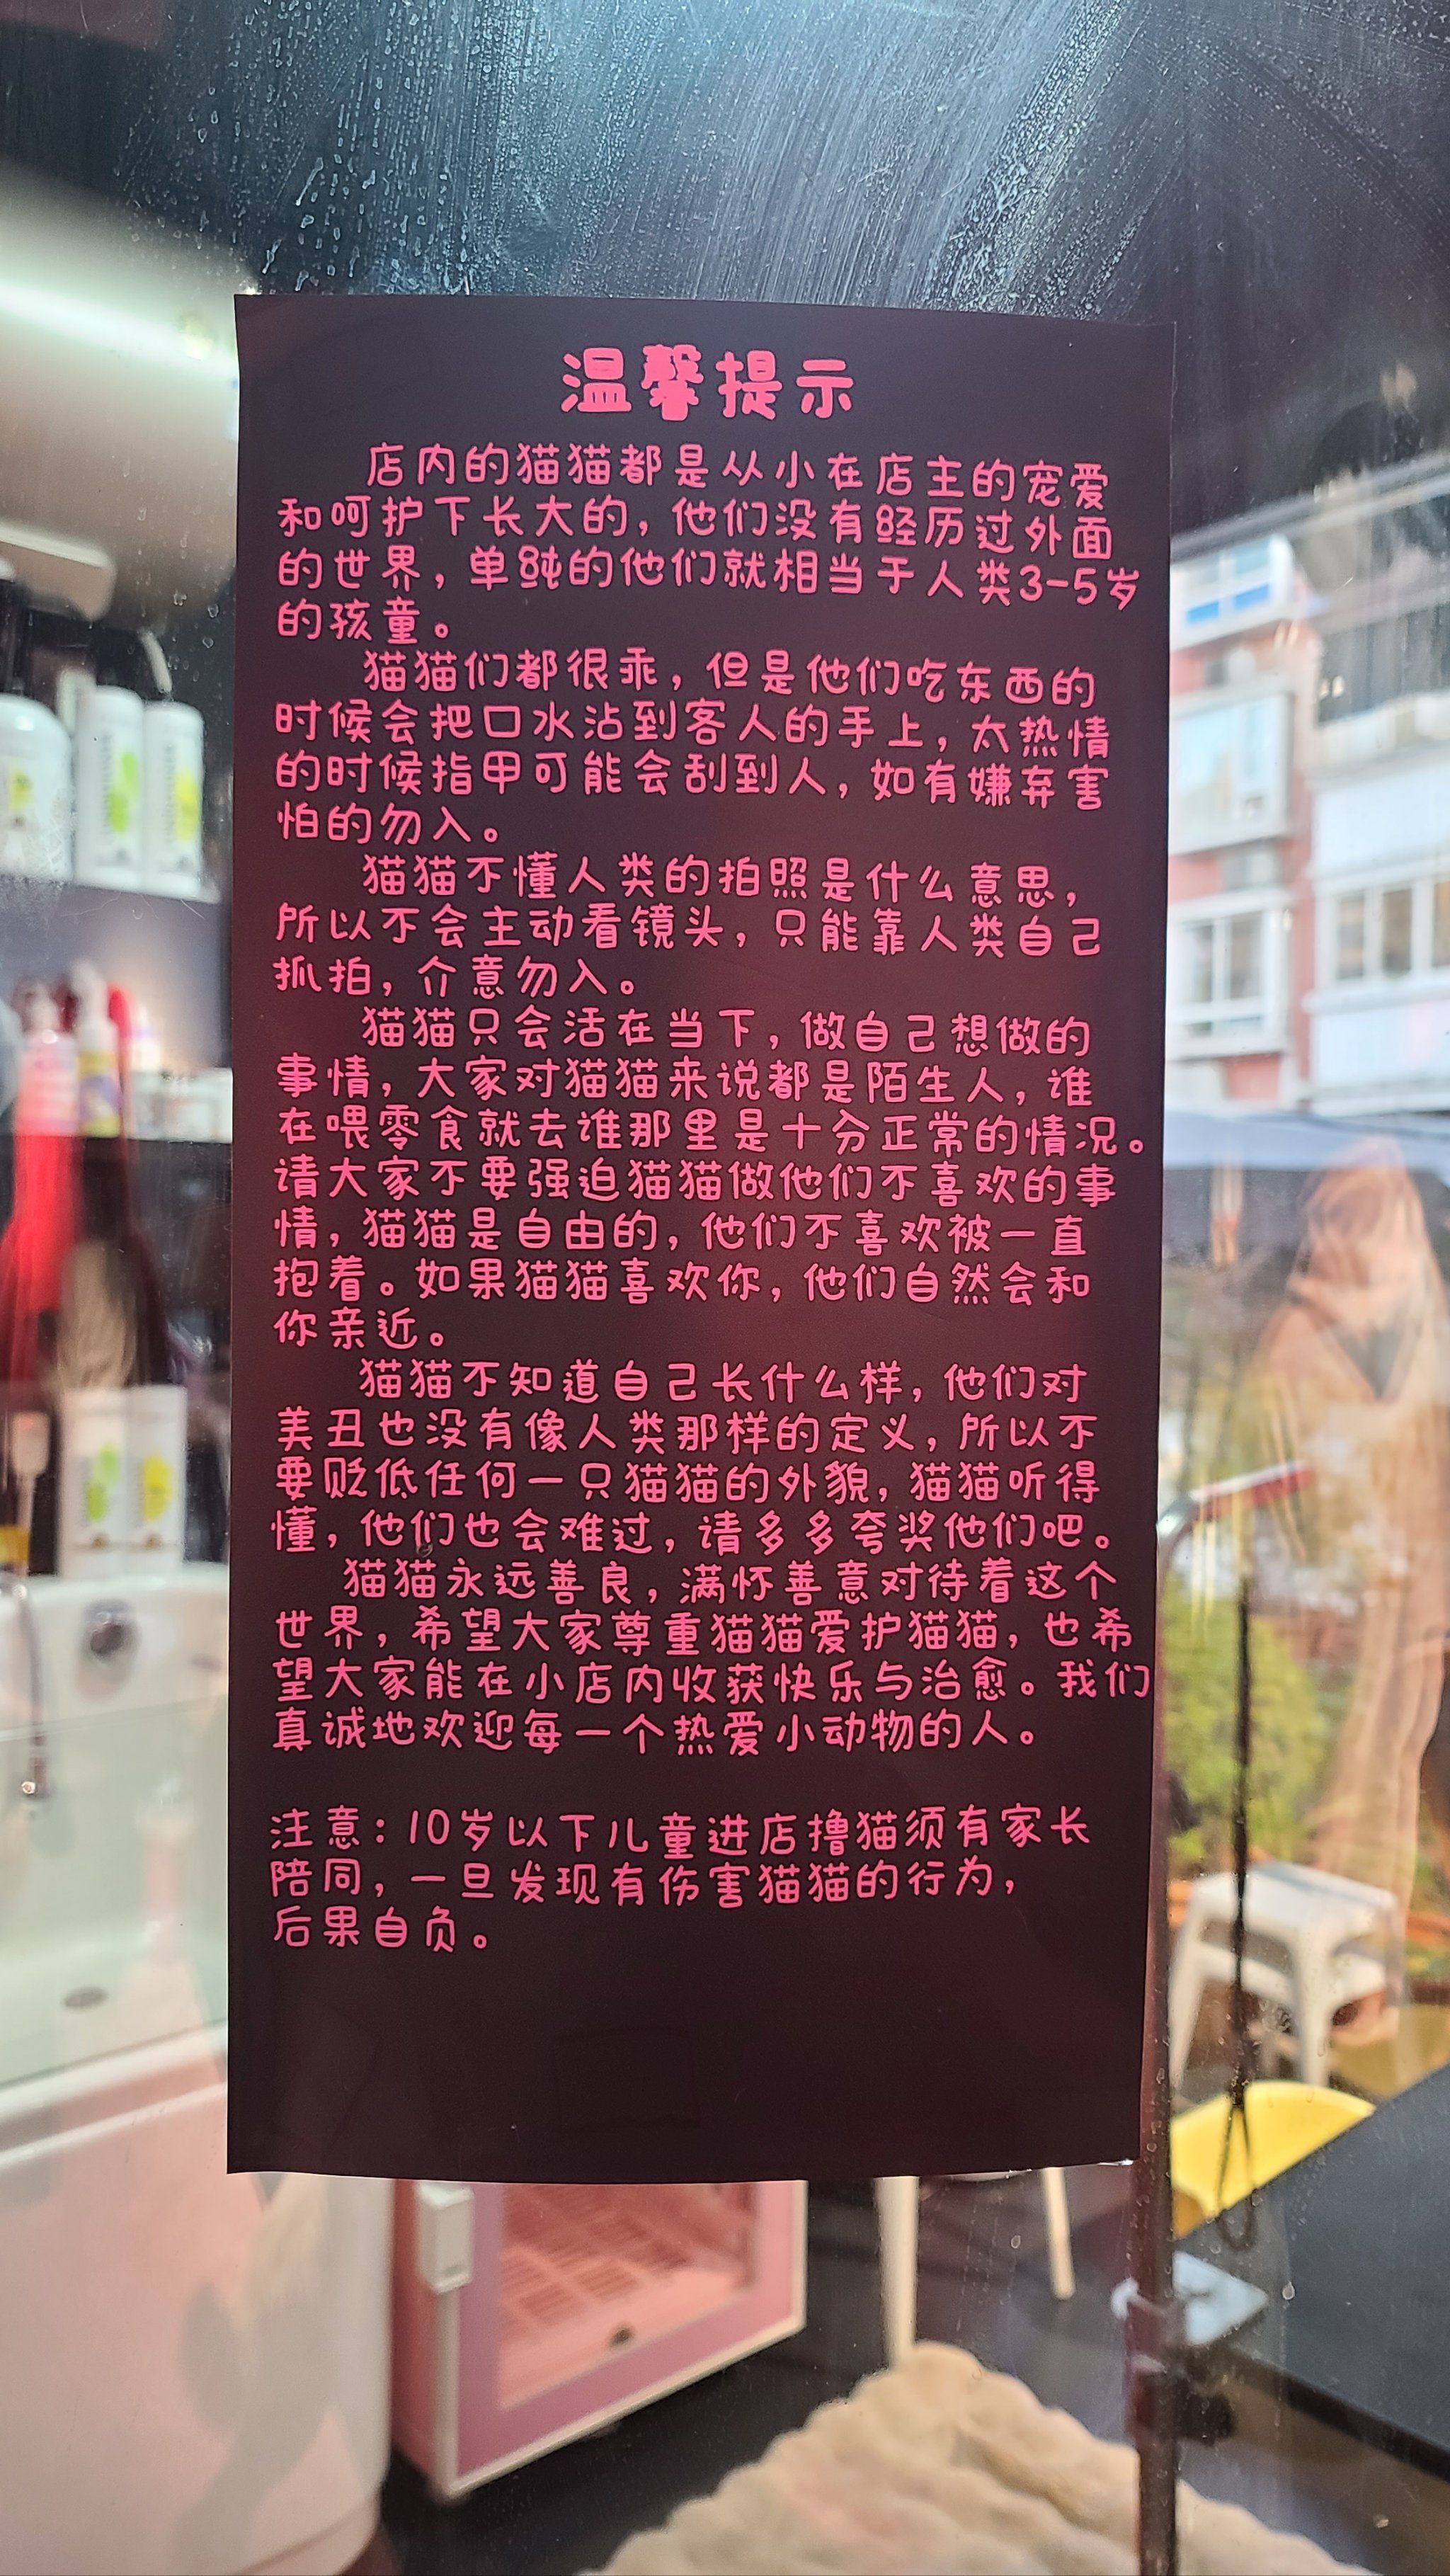 温馨提示
店内的猫猫都是从小在店主的宠爱
和呵护下长大的，他们没有经历过外面
的世界，单纯的他们就相当于人类3-5岁
的孩童。
猫猫们都很乖，但是他们吃东西的
时候会把口水沾到客人的手上，太热情
的时候指甲可能会刮到人，如有嫌弃害
怕的勿入。
猫猫不懂人类的拍照是什么意思，
所以不会主动看镜头，只能靠人类自己
抓拍，介意勿入。
猫猫只会活在当下，做自己想做的
事情，大家对猫猫来说都是陌生人，谁
在喂零食就去谁那里是十分正常的情况。
请大家不要强迫猫猫做他们不喜欢的事
情，猫猫是自由的，他们不喜欢被一直
抱着。如果猫猫喜欢你，他们自然会和
你亲近。
猫猫不知道自己长什么样，他们对
美丑也没有像人类那样的定义，所以不
要贬低任何一只猫猫的外貌，猫猫听得
懂，他们也会难过，请多多夸奖他们吧。
猫猫永远善良，满怀善意对待着这个
世界，希望大家尊重猫猫爱护猫猫，也希
望大家能在小店内收获快乐与治愈。我们
真诚地欢迎每一个热爱小动物的人。
注意：10岁以下儿童进店撸猫须有家长
陪同，一旦发现有伤害猫猫的行为，
后果自负。